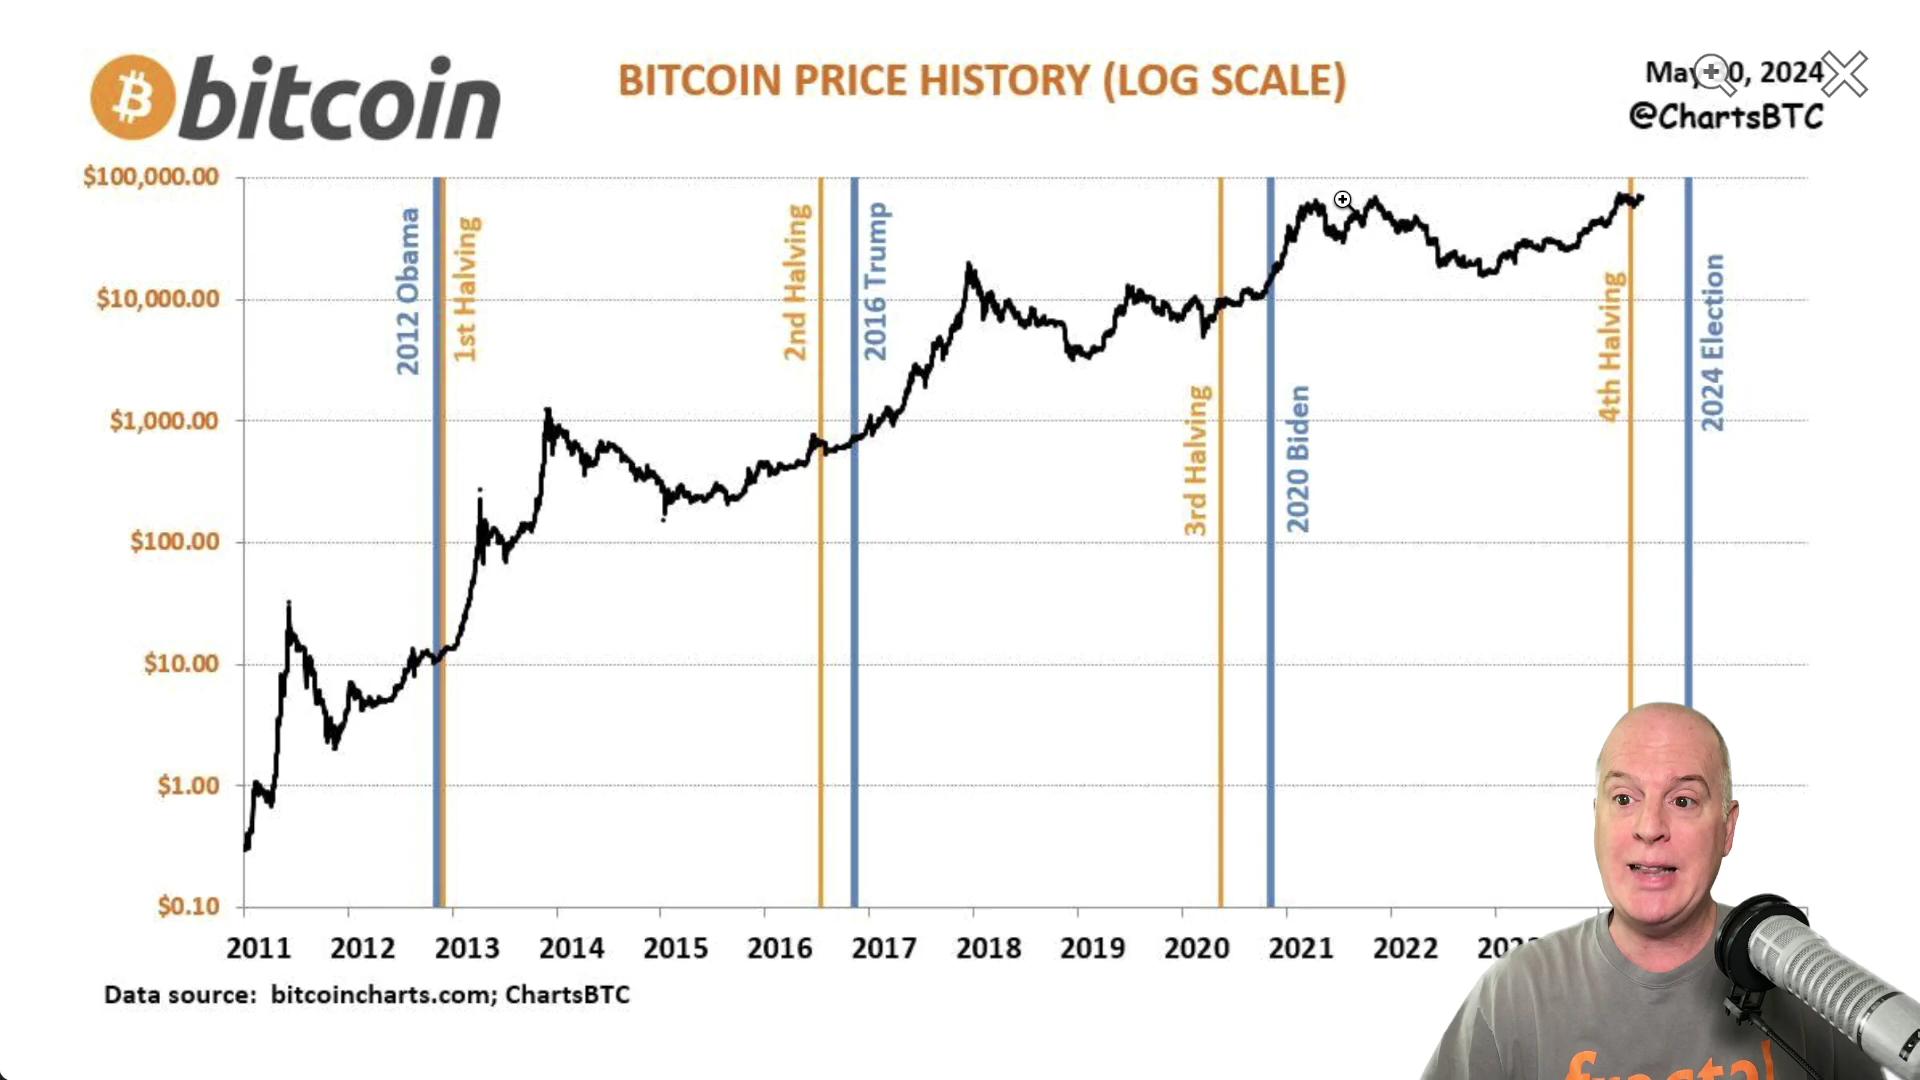 bitcoin
BITCOIN PRICE HISTORY (LOG SCALE)
0, 2024
@ChartsBTC
$100,000.00
$10,000.00
$1,000.00
$100.00
$10.00
$1.00
$0.10
2012 Obama
1st Halving
2nd Halving
2016 Trump
3rd Halving
2020 Biden
4th Halving
2024 Election
2011 2012 2013 2014 2015 2016 2017 2018 2019 2020 2021 2022
Data source: bitcoincharts.com; ChartsBTC